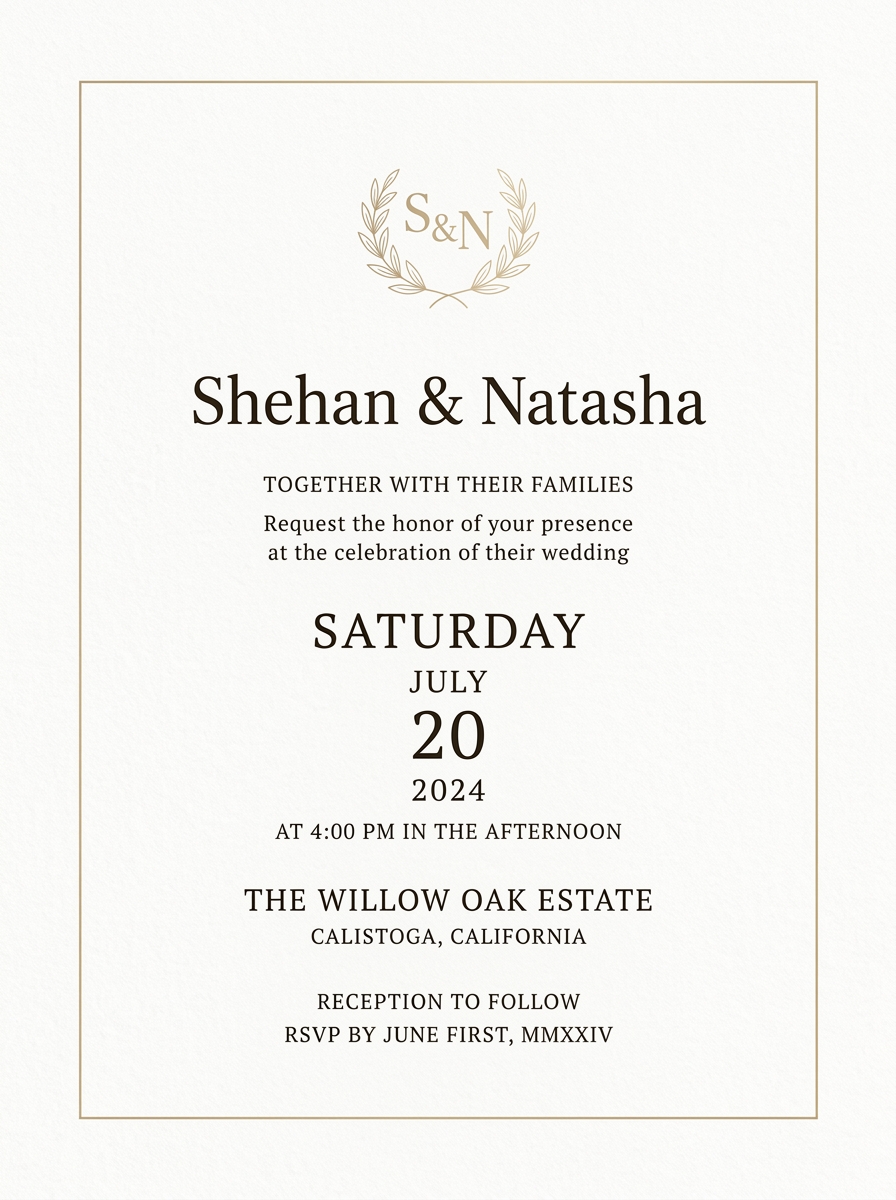 S&N
Shehan & Natasha
TOGETHER WITH THEIR FAMILIES
Request the honor of your presence
at the celebration of their wedding
SATURDAY
JULY
20
2024
AT 4:00 PM IN THE AFTERNOON
THE WILLOW OAK ESTATE
CALISTOGA, CALIFORNIA
RECEPTION TO FOLLOW
RSVP BY JUNE FIRST, MMXXIV